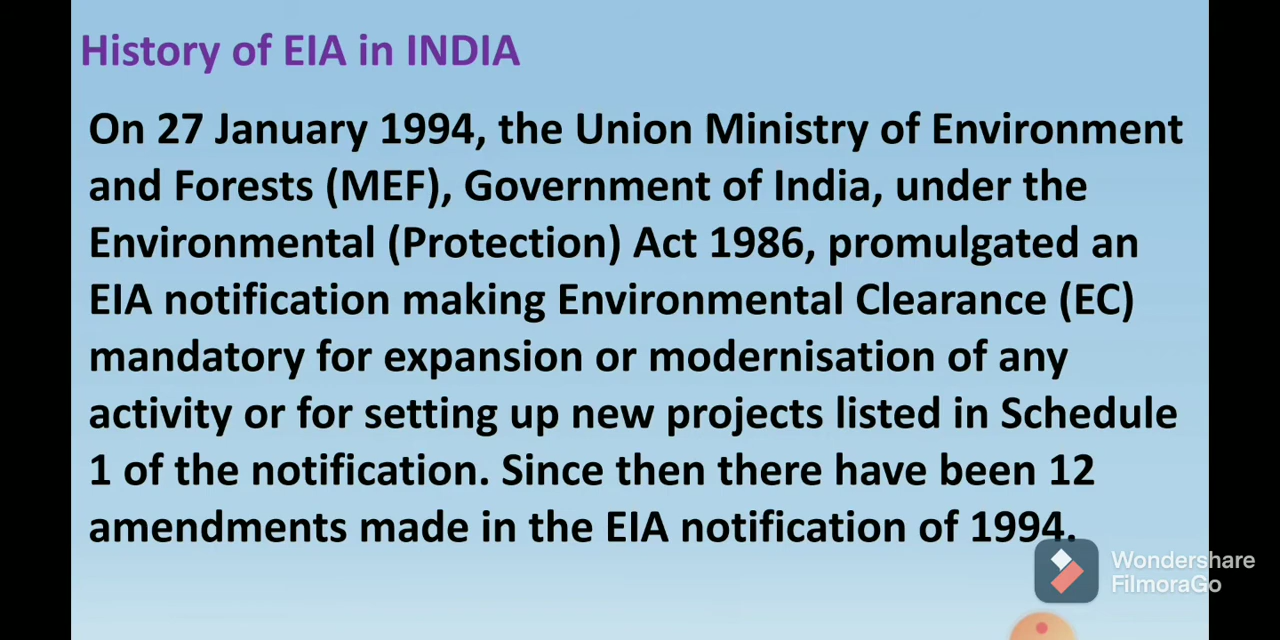 History of EIA in INDIA
On 27 January 1994, the Union Ministry of Environment
and Forests (MEF), Government of India, under the
Environmental (Protection) Act 1986, promulgated an
EIA notification making Environmental Clearance (EC)
mandatory for expansion or modernisation of any
activity or for setting up new projects listed in Schedule
1 of the notification. Since then there have been 12
amendments made in the EIA notification of 1994.
Wondershare
FilmoraGo